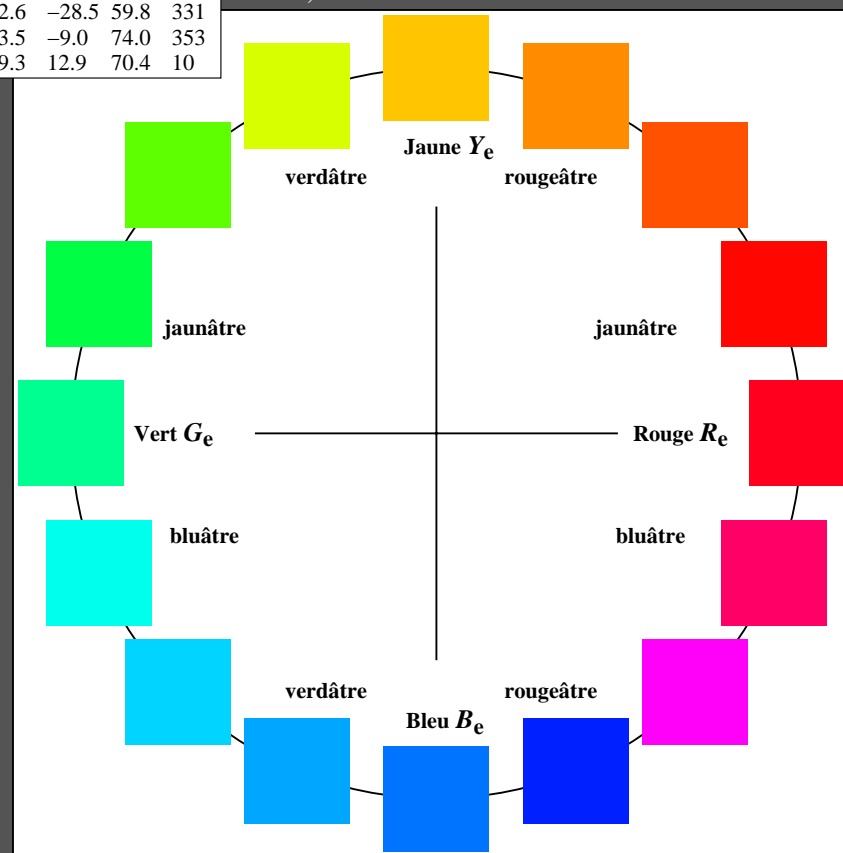 2.6 –28.5 59.8 331
3.5 –9.0 74.0 353
9.3 12.9 70.4 10
Jaune Ye
verdâtre rougeâtre
jaunâtre jaunâtre
Vert Ge Rouge Re
bluâtre bluâtre
verdâtre rougeâtre
Bleu Be